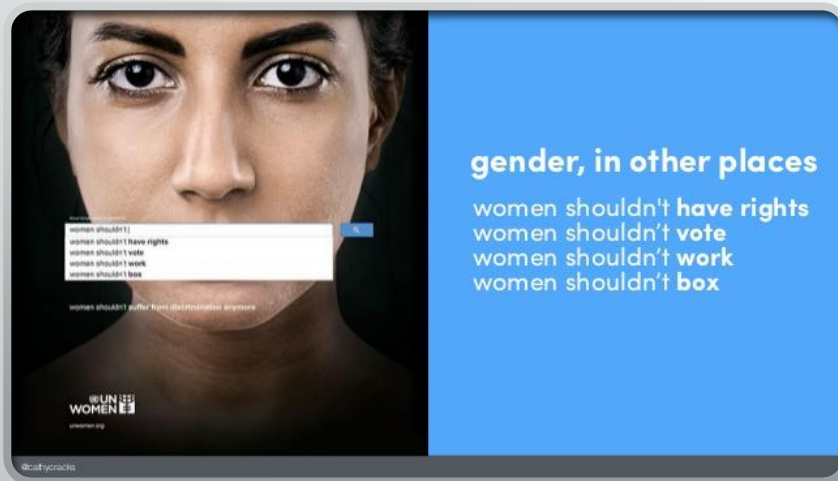 women shouldn't
women shouldn't have rights
women shouldn't vote
women shouldn't work
women shouldn't box
women shouldn't suffer from discrimination anymore
UN
WOMEN
unwomen.org
gender, in other places
women shouldn't have rights
women shouldn't vote
women shouldn't work
women shouldn't box
@cathycracks